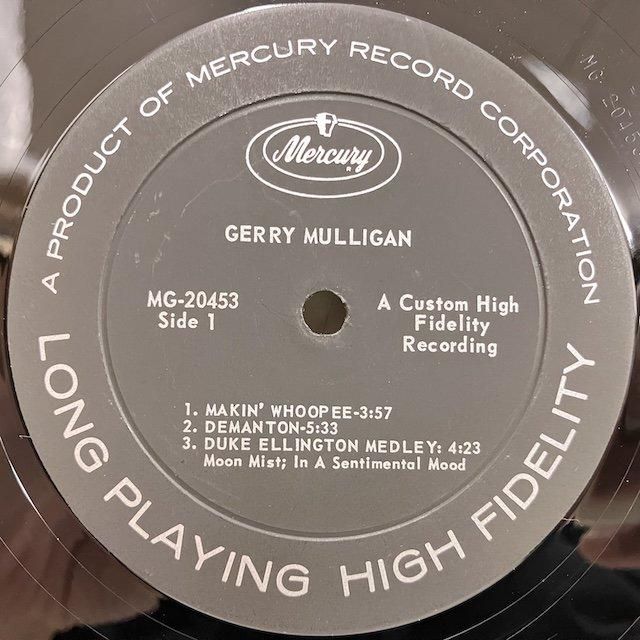 A PRODUCT OF MERCURY RECORD CORPORATION
Mercury
R
GERRY MULLIGAN
MG-20453
Side 1
A Custom High
Fidelity
Recording
1. MAKIN' WHOOPEE-3:57
2. DEMANTON-5:33
3. DUKE ELLINGTON MEDLEY: 4:23
Moon Mist; In A Sentimental Mood
LONG PLAYING HIGH FIDELITY